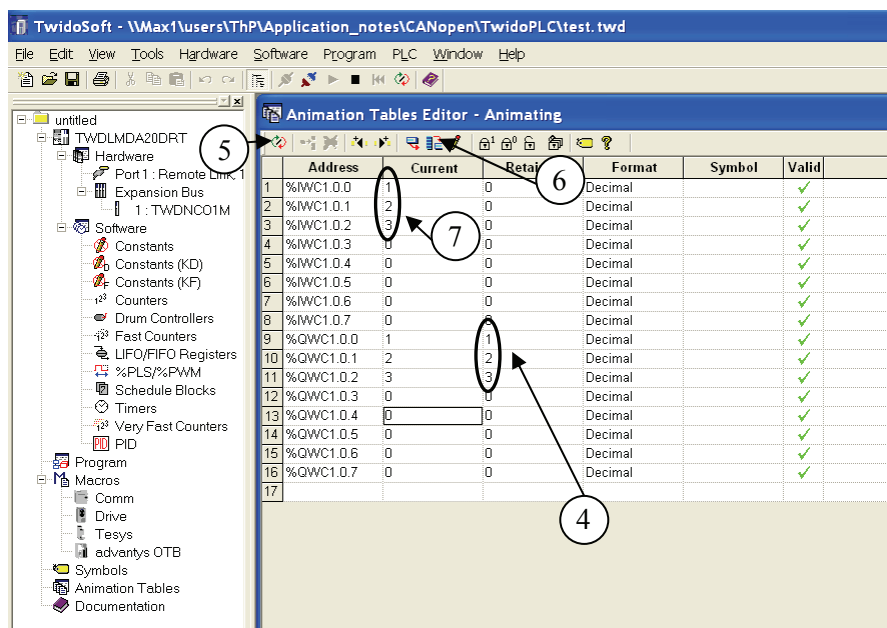 TwidoSoft - \\Max1\users\ThP\Application_notes\CANopen\TwidoPLC\test.twd
File Edit View Tools Hardware Software Program PLC Window Help
untitled
TWDLMDA20DRT
Hardware
Port 1 : Remote Link, 1
Expansion Bus
1 : TWDNCO1M
Software
Constants
Constants (KD)
Constants (KF)
Counters
Drum Controllers
Fast Counters
LIFO/FIFO Registers
%PLS/%PWM
Schedule Blocks
Timers
Very Fast Counters
PID
Program
Macros
Comm
Drive
Tesys
advantys OTB
Symbols
Animation Tables
Documentation
Animation Tables Editor - Animating
5
6
7
4
Address Current Retai Format Symbol Valid
1 %IWC1.0.0 1 0 Decimal
2 %IWC1.0.1 2 0 Decimal
3 %IWC1.0.2 3 0 Decimal
4 %IWC1.0.3 0 0 Decimal
5 %IWC1.0.4 0 0 Decimal
6 %IWC1.0.5 0 0 Decimal
7 %IWC1.0.6 0 0 Decimal
8 %IWC1.0.7 0 0 Decimal
9 %QWC1.0.0 1 1 Decimal
10 %QWC1.0.1 2 2 Decimal
11 %QWC1.0.2 3 3 Decimal
12 %QWC1.0.3 0 0 Decimal
13 %QWC1.0.4 0 0 Decimal
14 %QWC1.0.5 0 0 Decimal
15 %QWC1.0.6 0 0 Decimal
16 %QWC1.0.7 0 0 Decimal
17